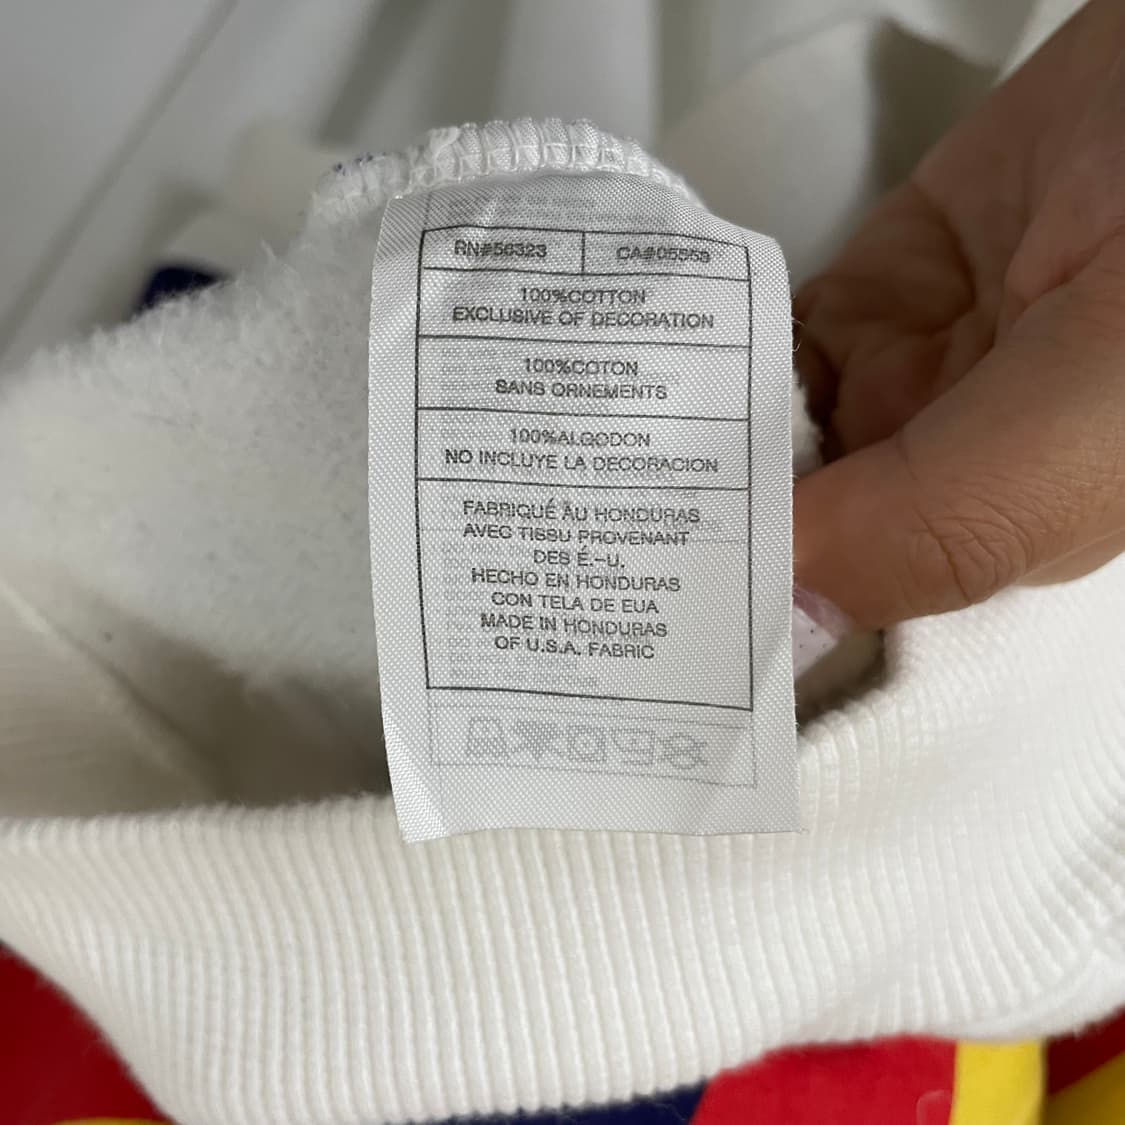 RN#56323
CA#05553
100%COTTON
EXCLUSIVE OF DECORATION
100%COTON
SANS ORNEMENTS
100%ALGODON
NO INCLUYE LA DECORACION
FABRIQUÉ AU HONDURAS
AVEC TISSU PROVENANT
DES É.-U.
HECHO EN HONDURAS
CON TELA DE EUA
MADE IN HONDURAS
OF U.S.A. FABRIC